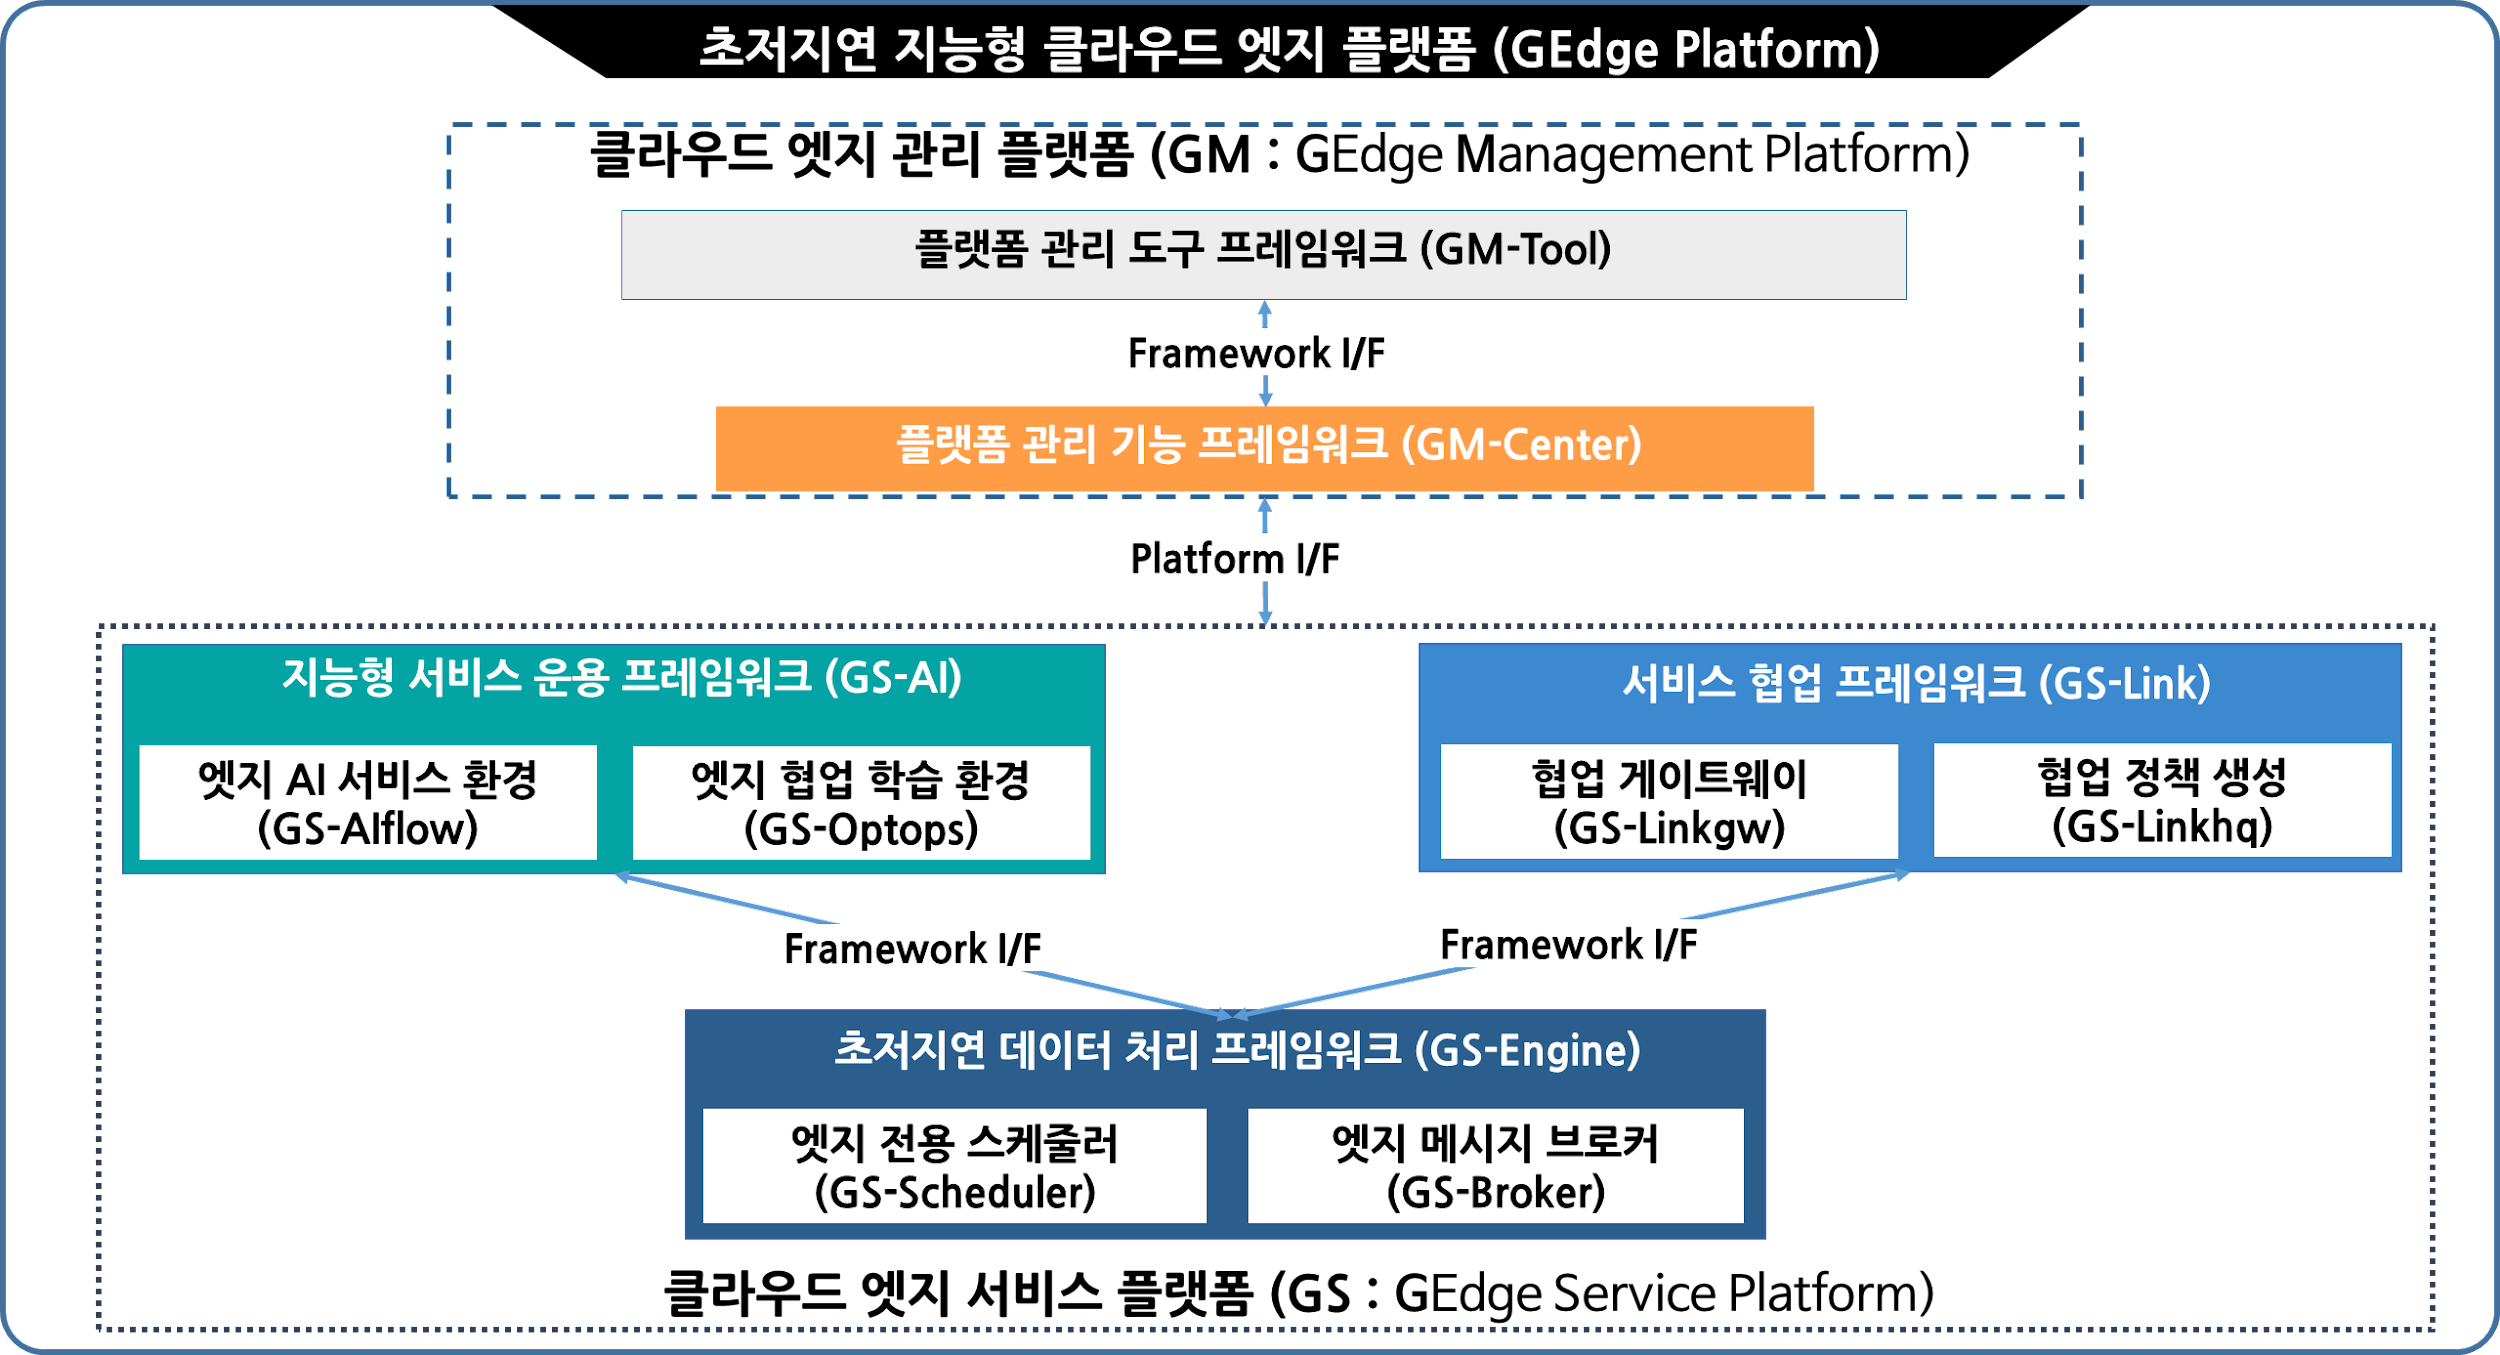 초저지연 지능형 클라우드 엣지 플랫폼 (GEdge Platform)
클라우드 엣지 관리 플랫폼 (GM : GEdge Management Platform)
플랫폼 관리 도구 프레임워크 (GM-Tool)
Framework I/F
플랫폼 관리 기능 프레임워크 (GM-Center)
Platform I/F
지능형 서비스 운용 프레임워크 (GS-AI)
엣지 AI 서비스 환경
(GS-AIflow)
엣지 협업 학습 환경
(GS-Optops)
서비스 협업 프레임워크 (GS-Link)
협업 게이트웨이
(GS-Linkgw)
협업 정책 생성
(GS-Linkhq)
Framework I/F
Framework I/F
초저지연 데이터 처리 프레임워크 (GS-Engine)
엣지 전용 스케줄러
(GS-Scheduler)
엣지 메시지 브로커
(GS-Broker)
클라우드 엣지 서비스 플랫폼 (GS : GEdge Service Platform)